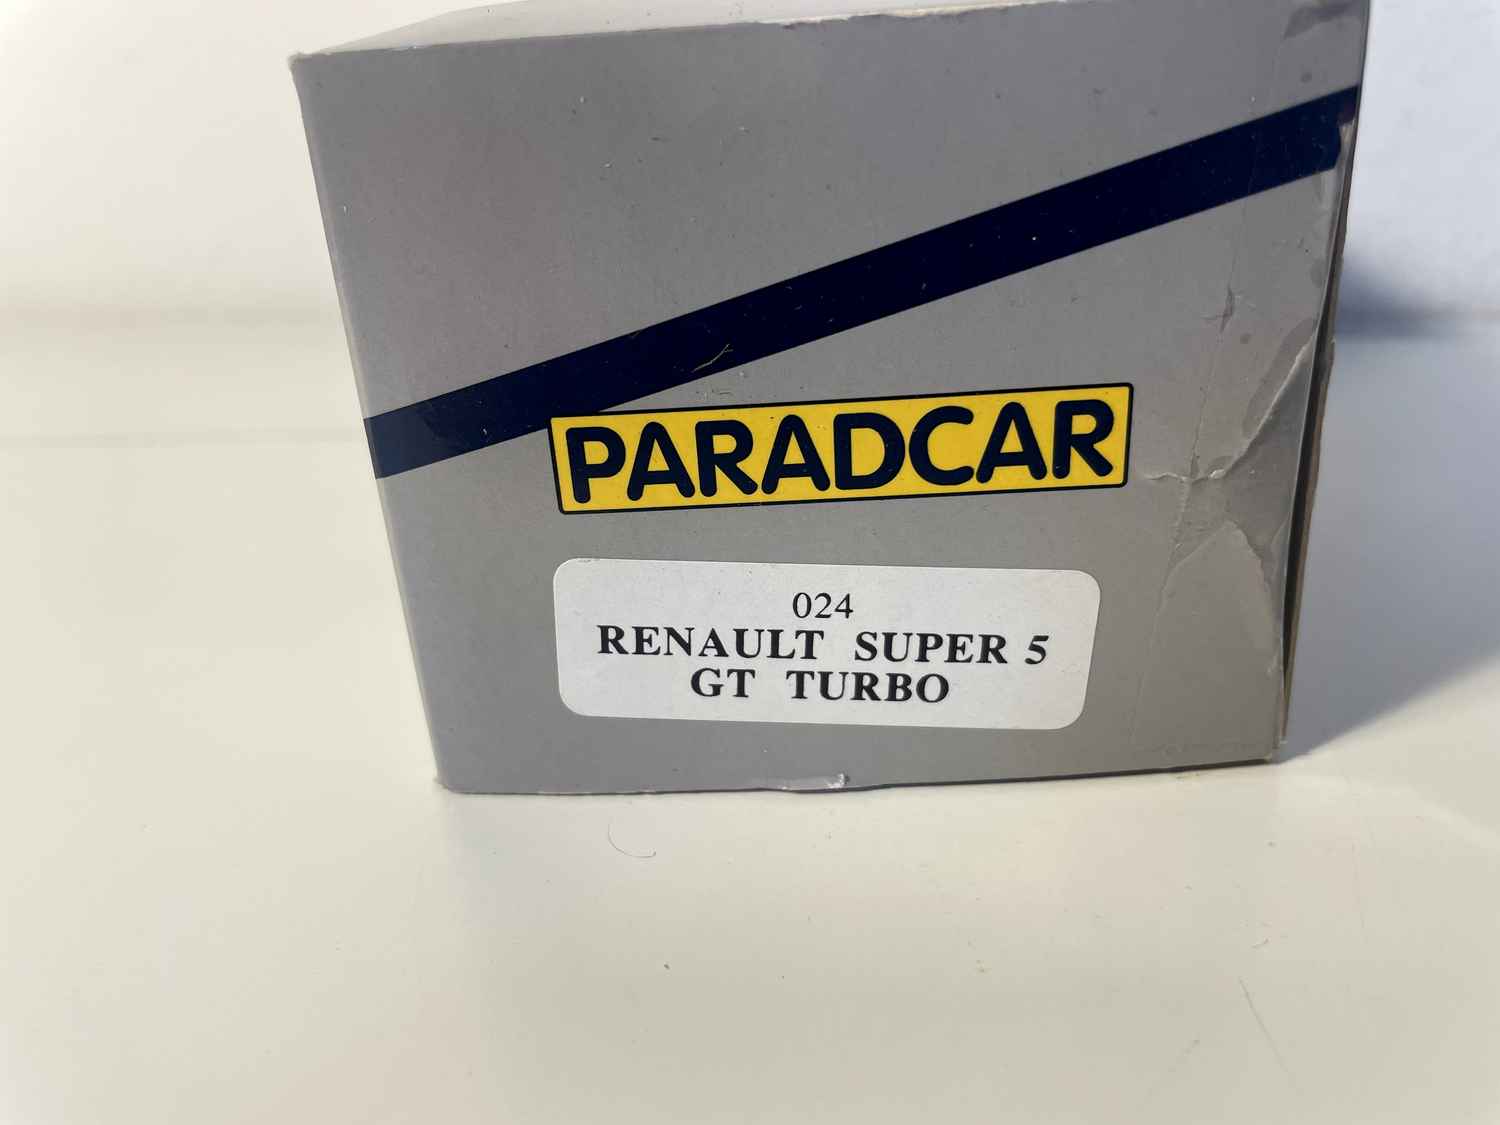 PARADCAR
024
RENAULT SUPER 5
GT TURBO